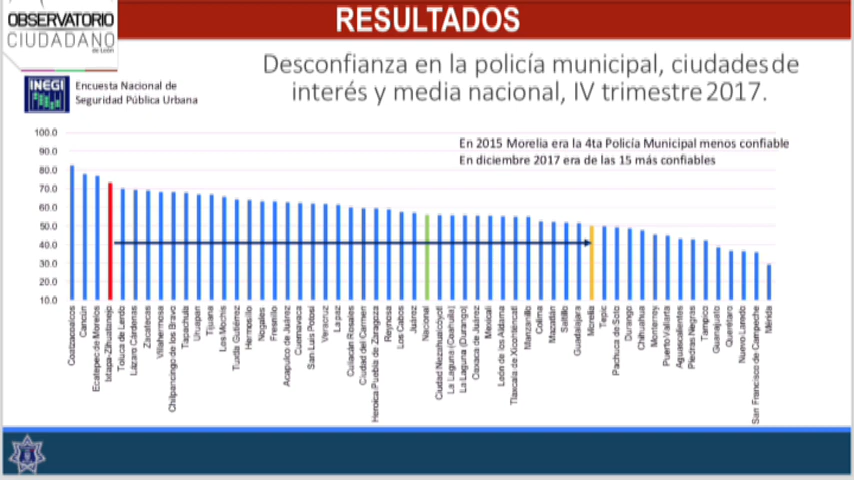 OBSERVATORIO
CIUDADANO
de León
RESULTADOS
INEGI
Encuesta Nacional de
Seguridad Pública Urbana
Desconfianza en la policía municipal, ciudades de
interés y media nacional, IV trimestre 2017.
En 2015 Morelia era la 4ta Policía Municipal menos confiable
En diciembre 2017 era de las 15 más confiables
100.0
90.0
80.0
70.0
60.0
50.0
40.0
30.0
20.0
10.0
Coatzacoalcos
Cancún
Ecatepec de Morelos
Ixtapa-Zihuatanejo
Toluca de Lerdo
Lázaro Cárdenas
Zacatecas
Villahermosa
Chilpancingo de los Bravo
Tapachula
Uruapan
Tijuana
Los Mochis
Tuxtla Gutiérrez
Hermosillo
Nogales
Fresnillo
Acapulco de Juárez
Cuernavaca
San Luis Potosí
Veracruz
La paz
Culiacán Rosales
Ciudad del Carmen
Heroica Puebla de Zaragoza
Reynosa
Los Cabos
Juárez
Nacional
Ciudad Nezahualcóyotl
La Laguna (Coahuila)
La Laguna (Durango)
Oaxaca de Juárez
Mexicali
León de los Aldama
Tlaxcala de Xicohténcatl
Manzanillo
Colima
Mazatlán
Saltillo
Guadalajara
Morelia
Tepic
Pachuca de Soto
Durango
Chihuahua
Monterrey
Puerto Vallarta
Aguascalientes
Piedras Negras
Tampico
Guanajuato
Querétaro
Nuevo Laredo
San Francisco de Campeche
Mérida